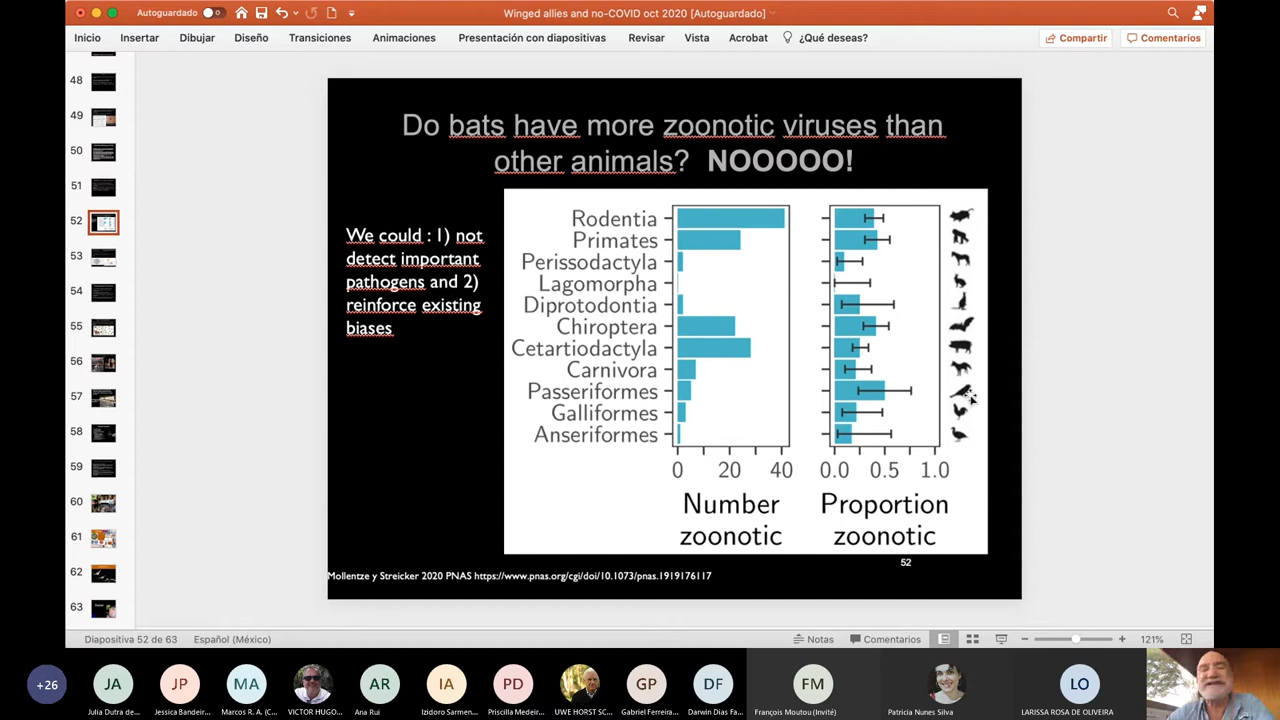 Autoguardado
Winged allies and no-COVID oct 2020 [Autoguardado]
Inicio Insertar Dibujar Diseño Transiciones Animaciones Presentación con diapositivas Revisar Vista Acrobat ¿Qué deseas? Compartir Comentarios
48
49
50
51
52
53
54
55
56
57
58
59
60
61
62
63
Do bats have more zoonotic viruses than
other animals? NOOOOO!
We could : 1) not
detect important
pathogens and 2)
reinforce existing
biases
Rodentia
Primates
Perissodactyla
Lagomorpha
Diprotodontia
Chiroptera
Cetartiodactyla
Carnivora
Passeriformes
Galliformes
Anseriformes
0 20 40 0.0 0.5 1.0
Number
zoonotic
Proportion
zoonotic
52
Mollentze y Streicker 2020 PNAS https://www.pnas.org/cgi/doi/10.1073/pnas.1919176117
Diapositiva 52 de 63 Español (México) Notas Comentarios 121%
+26 JA JP MA AR IA PD GP DF FM LO
Julia Dutra de... Jessica Bandeir... Marcos R. A. (C... VICTOR HUGO... Ana Rui Izidoro Sarmen... Priscilla Medeir... UWE HORST SC... Gabriel Ferreira... Darwin Dias Fa... François Moutou (Invité) Patricia Nunes Silva LARISSA ROSA DE OLIVEIRA